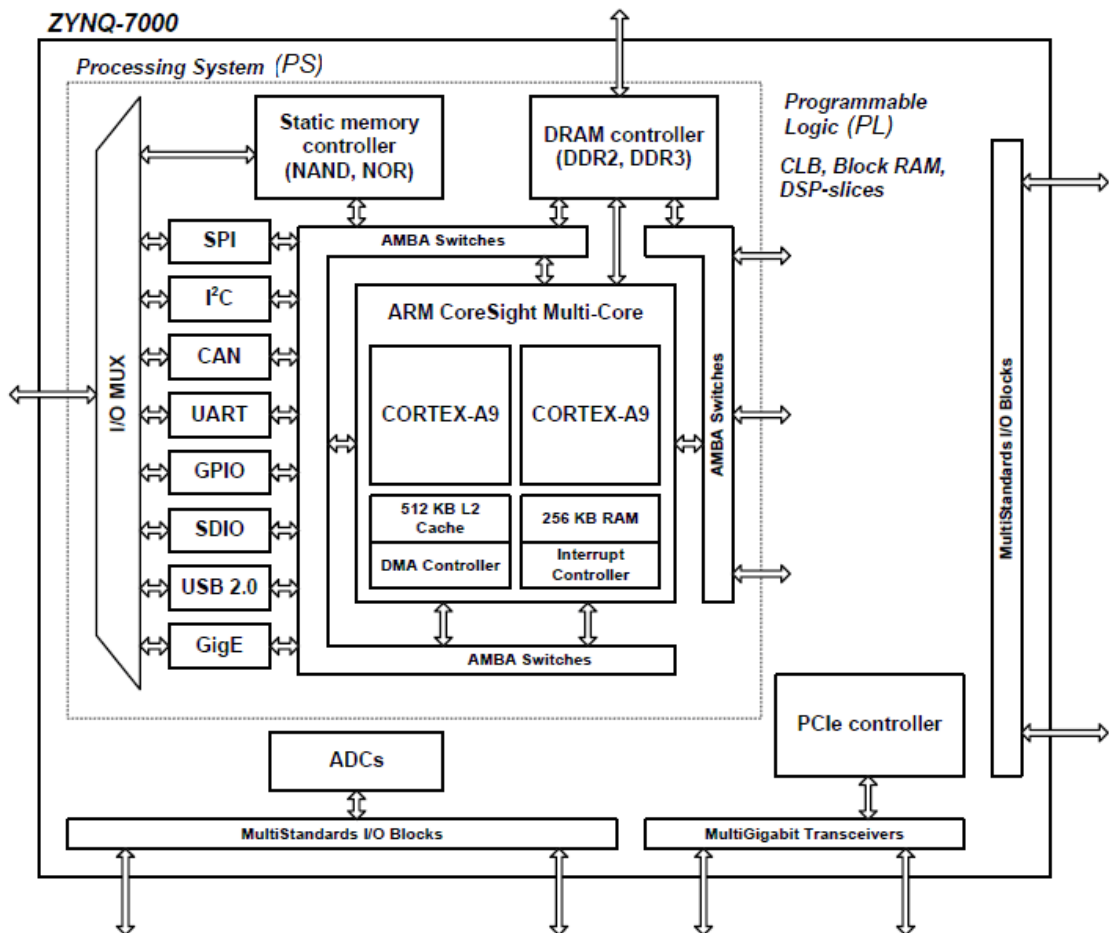 ZYNQ-7000
Processing System (PS)
Static memory
controller
(NAND, NOR)
DRAM controller
(DDR2, DDR3)
Programmable
Logic (PL)
CLB, Block RAM,
DSP-slices
I/O MUX
SPI
I²C
CAN
UART
GPIO
SDIO
USB 2.0
GigE
AMBA Switches
ARM CoreSight Multi-Core
CORTEX-A9
CORTEX-A9
512 KB L2
Cache
DMA Controller
256 KB RAM
Interrupt
Controller
AMBA Switches
AMBA Switches
MultiStandards I/O Blocks
ADCs
PCIe controller
MultiStandards I/O Blocks
MultiGigabit Transceivers